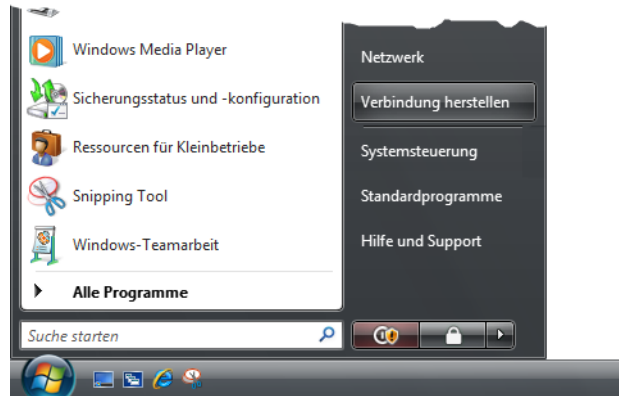 Windows Media Player
Sicherungsstatus und -konfiguration
Ressourcen für Kleinbetriebe
Snipping Tool
Windows-Teamarbeit
Alle Programme
Suche starten
Netzwerk
Verbindung herstellen
Systemsteuerung
Standardprogramme
Hilfe und Support